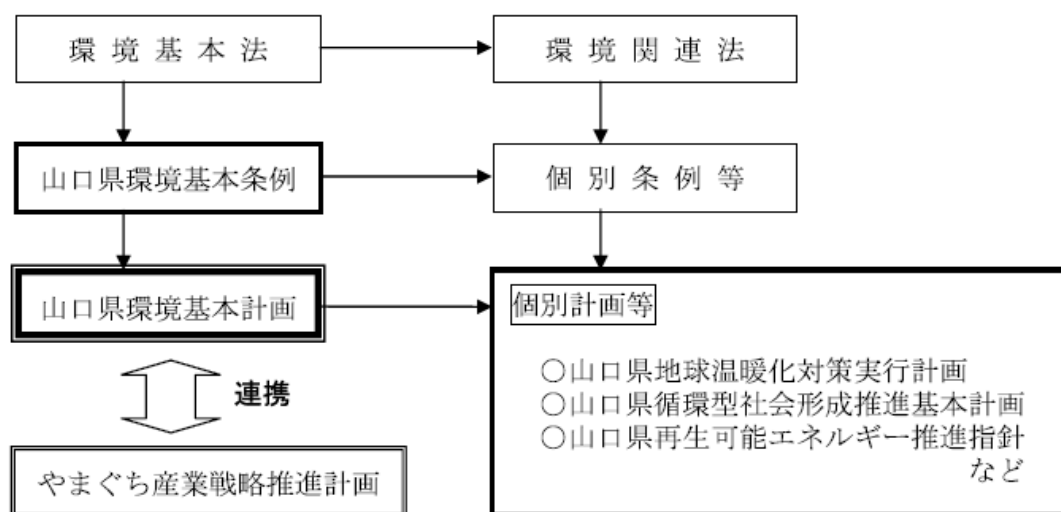 環境基本法
環境関連法
山口県環境基本条例
個別条例等
山口県環境基本計画
個別計画等
○山口県地球温暖化対策実行計画
○山口県循環型社会形成推進基本計画
○山口県再生可能エネルギー推進指針
など
連携
やまぐち産業戦略推進計画